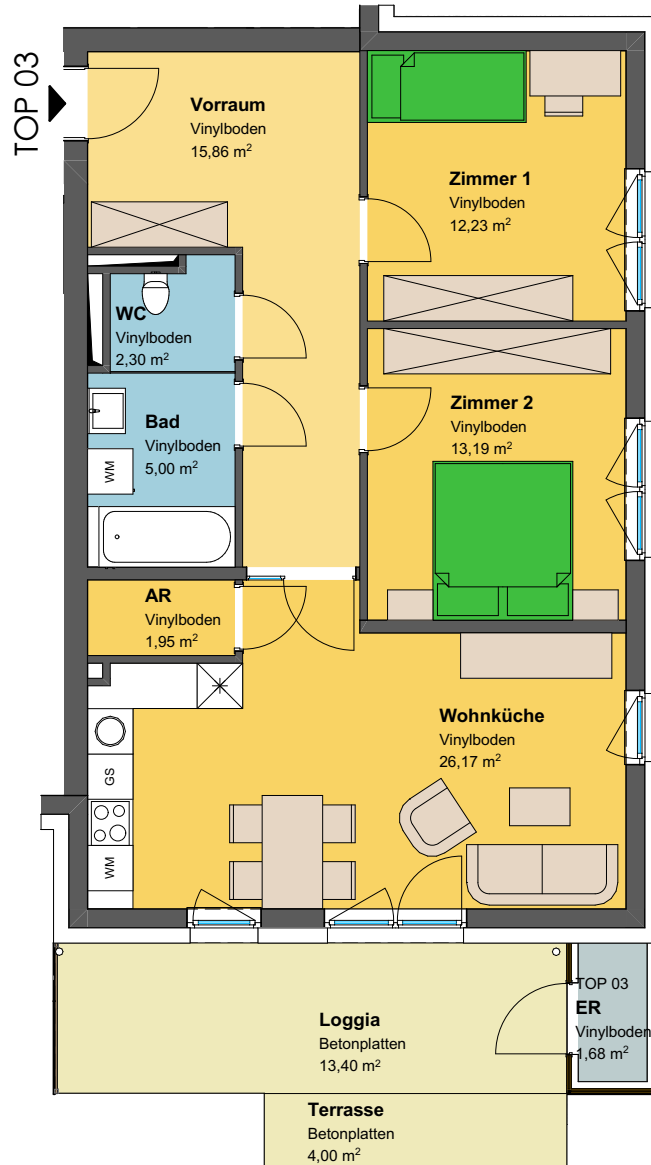 TOP 03
Vorraum
Vinylboden
15,86 m²
Zimmer 1
Vinylboden
12,23 m²
WC
Vinylboden
2,30 m²
Zimmer 2
Vinylboden
13,19 m²
Bad
Vinylboden
5,00 m²
WM
AR
Vinylboden
1,95 m²
Wohnküche
Vinylboden
26,17 m²
GS
WM
TOP 03
ER
Vinylboden
1,68 m²
Loggia
Betonplatten
13,40 m²
Terrasse
Betonplatten
4,00 m²